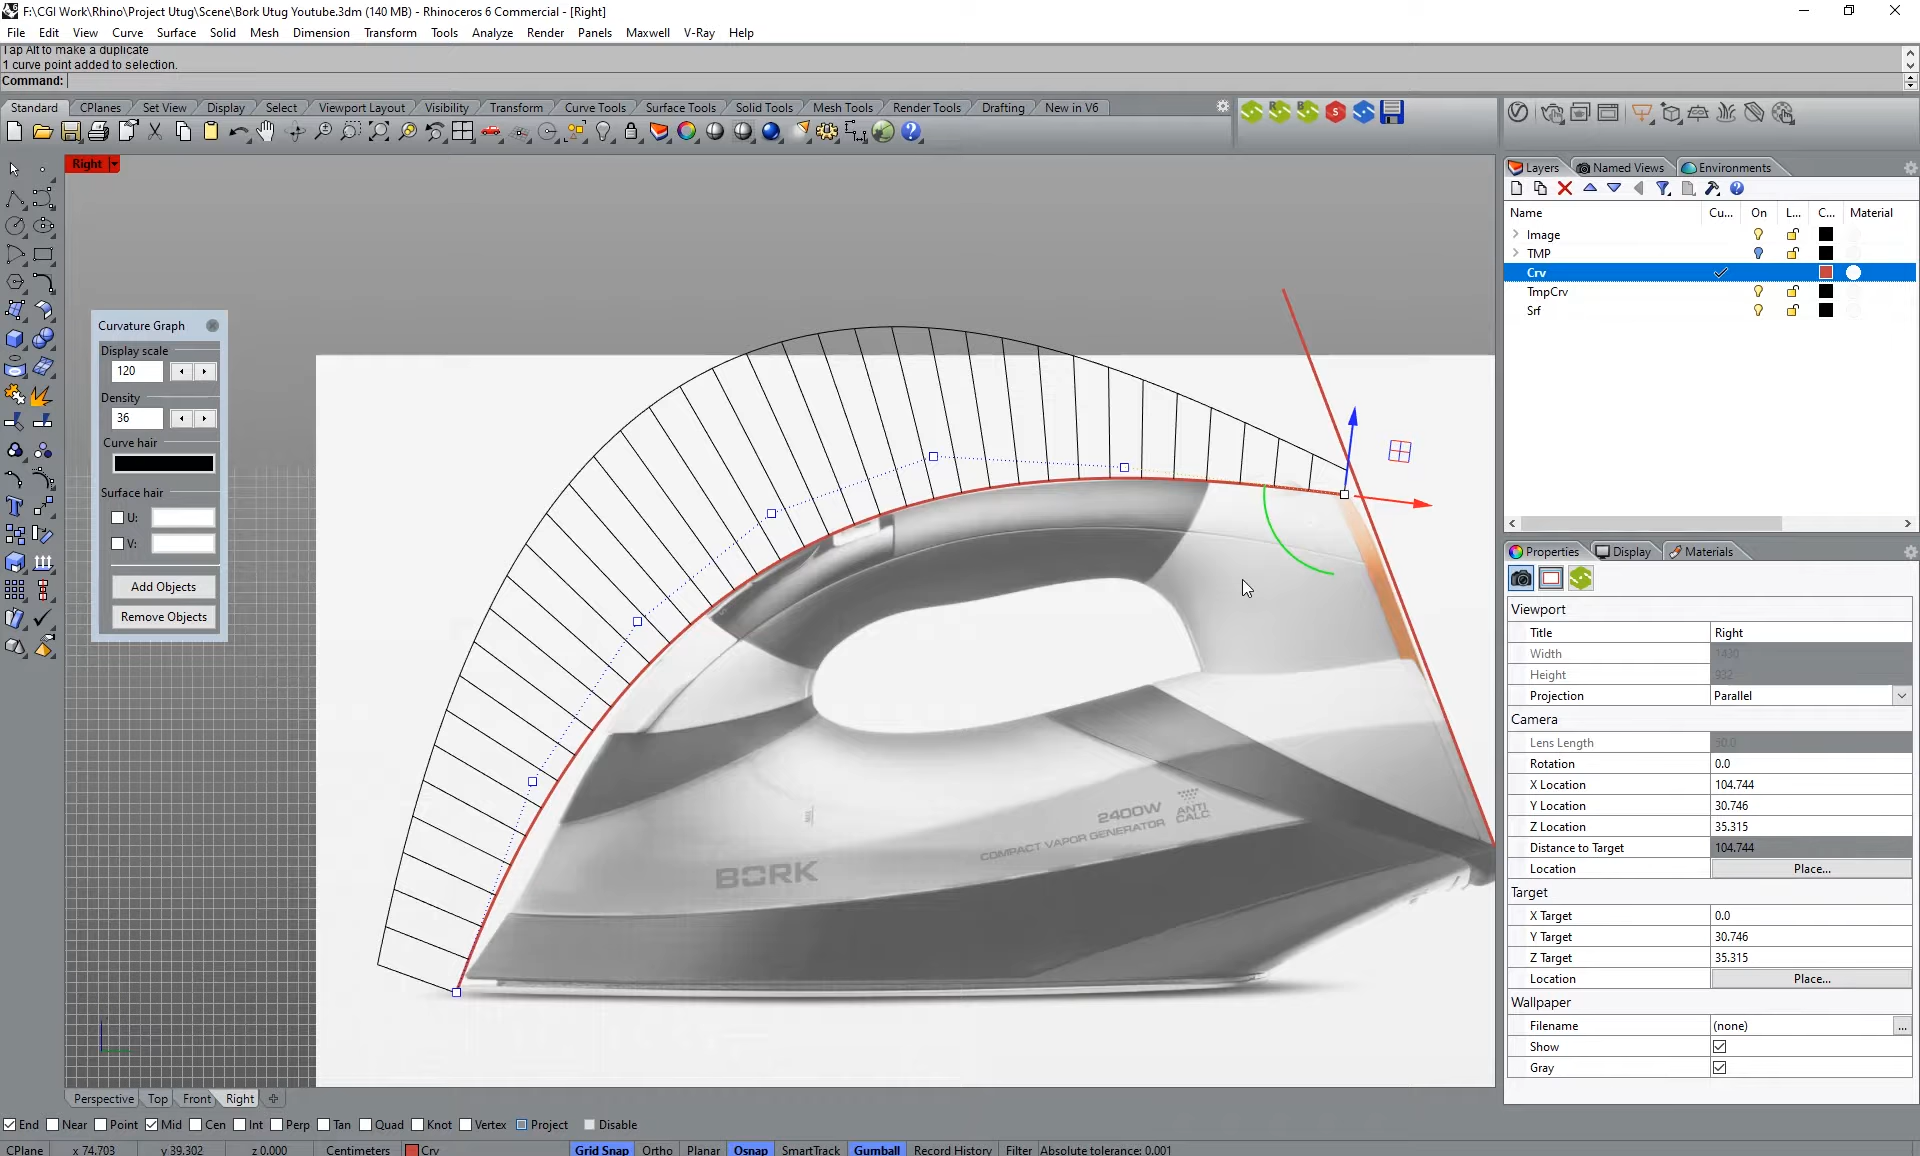 F:\CGI Work\Rhino\Project Utug\Scene\Bork Utug Youtube.3dm (140 MB) - Rhinoceros 6 Commercial - [Right]
File Edit View Curve Surface Solid Mesh Dimension Transform Tools Analyze Render Panels Maxwell V-Ray Help
Tap Alt to make a duplicate
1 curve point added to selection.
Command:
Standard CPlanes Set View Display Select Viewport Layout Visibility Transform Curve Tools Surface Tools Solid Tools Mesh Tools Render Tools Drafting New in V6
Right
Layers Named Views Environments
Name Cu... On L... C... Material
Image
TMP
Crv
TmpCrv
Srf
Curvature Graph
Display scale
120
Density
36
Curve hair
Surface hair
U:
V:
Add Objects
Remove Objects
2400W
ANTI
CALC
COMPACT VAPOR GENERATOR
BORK
Properties Display Materials
Viewport
Title Right
Width 1430
Height 932
Projection Parallel
Camera
Lens Length 50.0
Rotation 0.0
X Location 104.744
Y Location 30.746
Z Location 35.315
Distance to Target 104.744
Location Place...
Target
X Target 0.0
Y Target 30.746
Z Target 35.315
Location Place...
Wallpaper
Filename (none) ...
Show
Gray
Perspective Top Front Right
End Near Point Mid Cen Int Perp Tan Quad Knot Vertex Project Disable
CPlane x 74.703 y 39.302 z 0.000 Centimeters Crv Grid Snap Ortho Planar Osnap SmartTrack Gumball Record History Filter Absolute tolerance: 0.001